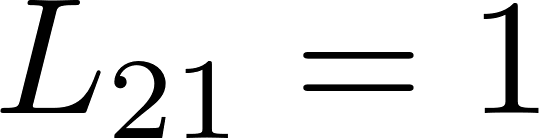 L_{21} = 1